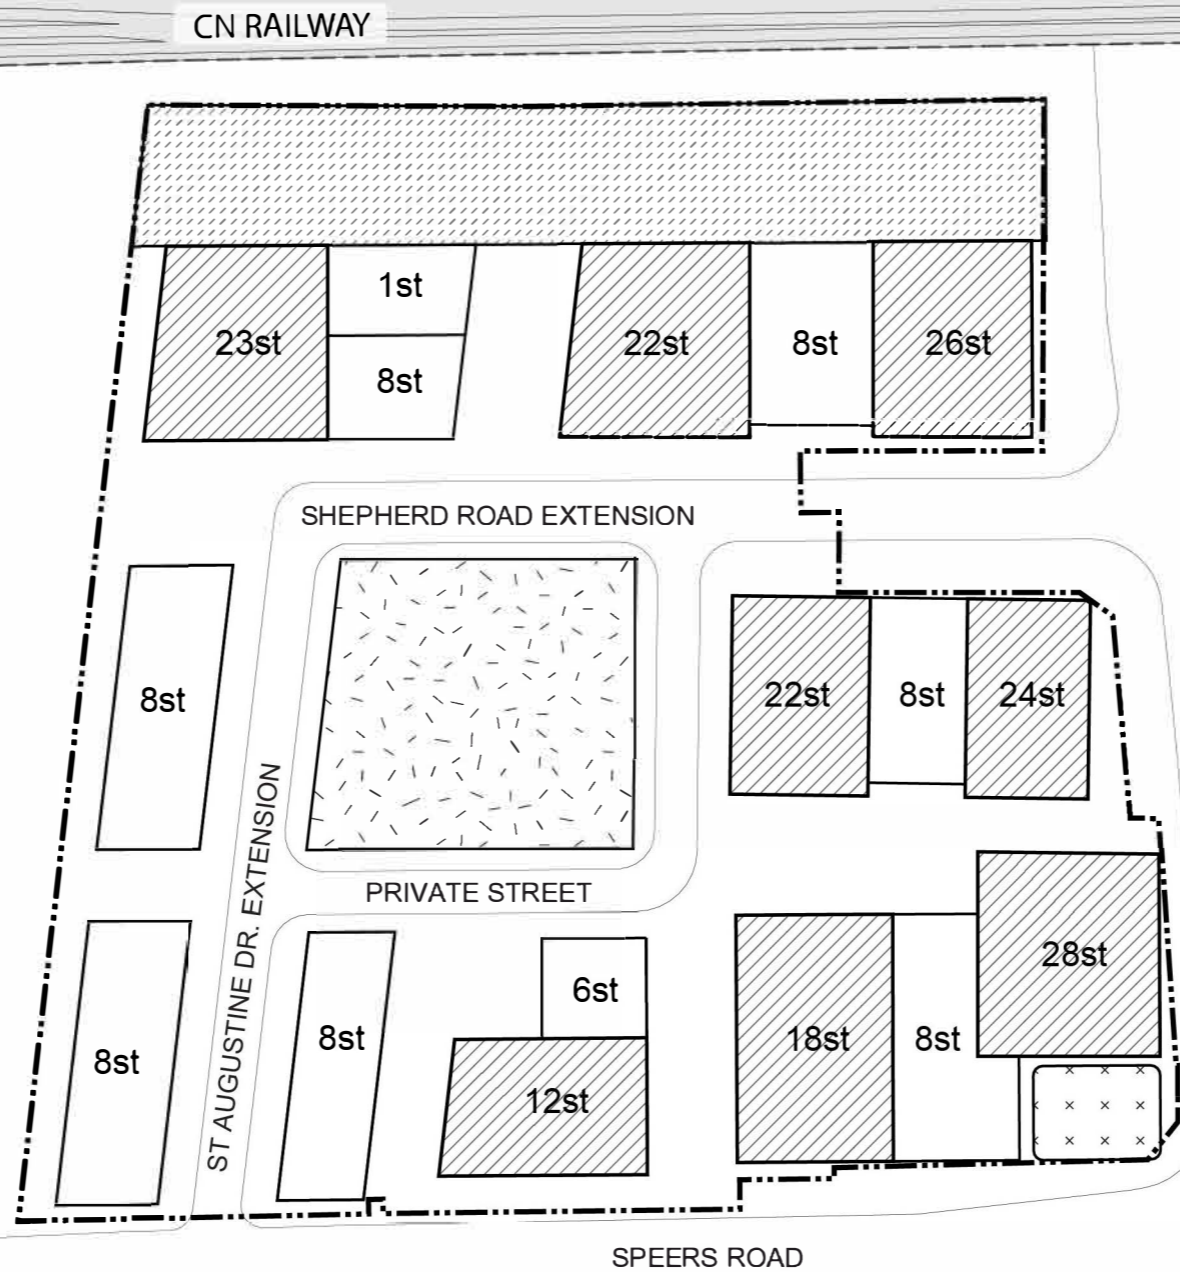 CN RAILWAY
1st
23st
22st
8st
26st
8st
SHEPHERD ROAD EXTENSION
8st
22st
8st
24st
ST AUGUSTINE DR. EXTENSION
PRIVATE STREET
28st
6st
8st
8st
18st
8st
12st
SPEERS ROAD